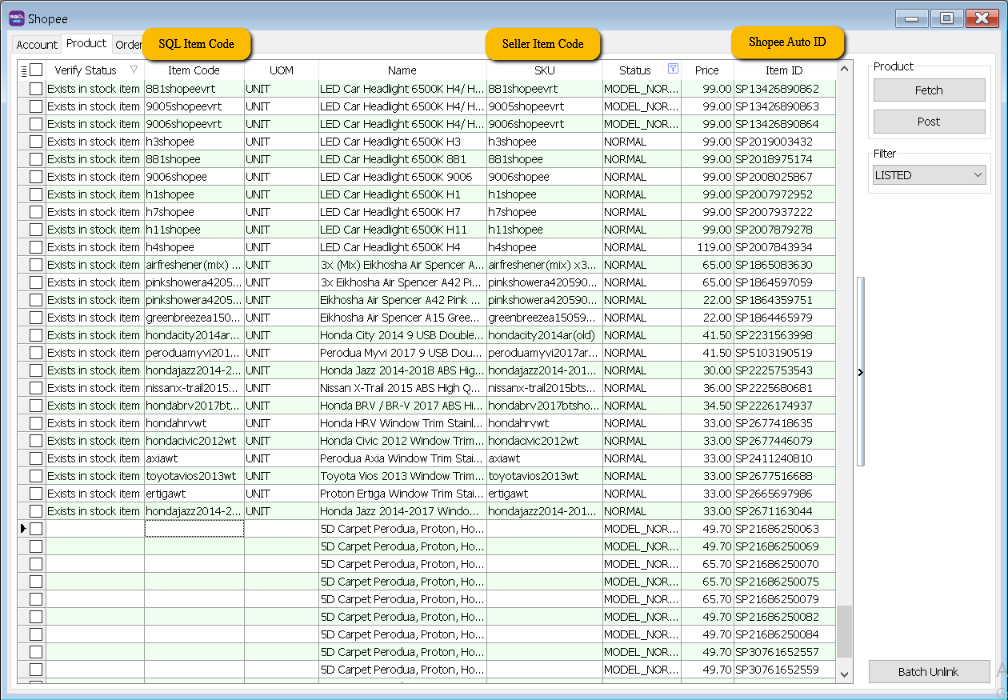 Shopee
Account Product Order
SQL Item Code Seller Item Code Shopee Auto ID
Verify Status Item Code UOM Name SKU Status Price Item ID
Exists in stock item 881shopeevrt UNIT LED Car Headlight 6500K H4/ H... 881shopeevrt MODEL_NOR... 99.00 SP13426890862
Exists in stock item 9005shopeevrt UNIT LED Car Headlight 6500K H4/ H... 9005shopeevrt MODEL_NOR... 99.00 SP13426890863
Exists in stock item 9006shopeevrt UNIT LED Car Headlight 6500K H4/ H... 9006shopeevrt MODEL_NOR... 99.00 SP13426890864
Exists in stock item h3shopee UNIT LED Car Headlight 6500K H3 h3shopee NORMAL 99.00 SP2019003432
Exists in stock item 881shopee UNIT LED Car Headlight 6500K 881 881shopee NORMAL 99.00 SP2018975174
Exists in stock item 9006shopee UNIT LED Car Headlight 6500K 9006 9006shopee NORMAL 99.00 SP2008025867
Exists in stock item h1shopee UNIT LED Car Headlight 6500K H1 h1shopee NORMAL 99.00 SP2007972952
Exists in stock item h7shopee UNIT LED Car Headlight 6500K H7 h7shopee NORMAL 99.00 SP2007937222
Exists in stock item h11shopee UNIT LED Car Headlight 6500K H11 h11shopee NORMAL 99.00 SP2007879278
Exists in stock item h4shopee UNIT LED Car Headlight 6500K H4 h4shopee NORMAL 119.00 SP2007843934
Exists in stock item airfreshener(mix) ... UNIT 3x (Mix) Eikhosha Air Spencer A... airfreshener(mix) x3... NORMAL 65.00 SP1865083630
Exists in stock item pinkshowera4205... UNIT 3x Eikhosha Air Spencer A42 Pi... pinkshowera420590... NORMAL 65.00 SP1864597059
Exists in stock item pinkshowera4205... UNIT Eikhosha Air Spencer A42 Pink ... pinkshowera420590... NORMAL 22.00 SP1864359751
Exists in stock item greenbreezea150... UNIT Eikhosha Air Spencer A15 Gree... greenbreezea15059... NORMAL 22.00 SP1864465979
Exists in stock item hondacity2014ar... UNIT Honda City 2014 9 USB Double... hondacity2014ar(old) NORMAL 41.50 SP2231563998
Exists in stock item peroduamyvi201... UNIT Perodua Myvi 2017 9 USB Dou... peroduamyvi2017ar... NORMAL 41.50 SP5103190519
Exists in stock item hondajazz2014-2... UNIT Honda Jazz 2014-2018 ABS Hig... hondajazz2014-201... NORMAL 30.00 SP2225753543
Exists in stock item nissanx-trail2015... UNIT Nissan X-Trail 2015 ABS High Q... nissanx-trail2015bts... NORMAL 36.00 SP2225680681
Exists in stock item hondabrv2017bt... UNIT Honda BRV / BR-V 2017 ABS Hi... hondabrv2017btsho... NORMAL 34.50 SP2226174937
Exists in stock item hondahrvwt UNIT Honda HRV Window Trim Stainl... hondahrvwt NORMAL 33.00 SP2677418635
Exists in stock item hondacivic2012wt UNIT Honda Civic 2012 Window Trim... hondacivic2012wt NORMAL 33.00 SP2677446079
Exists in stock item axiawt UNIT Perodua Axia Window Trim Stai... axiawt NORMAL 33.00 SP2411240810
Exists in stock item toyotavios2013wt UNIT Toyota Vios 2013 Window Trim... toyotavios2013wt NORMAL 33.00 SP2677516688
Exists in stock item ertigawt UNIT Proton Ertiga Window Trim Stai... ertigawt NORMAL 33.00 SP2665697986
Exists in stock item hondajazz2014-2... UNIT Honda Jazz 2014-2017 Windo... hondajazz2014-201... NORMAL 33.00 SP2671163044
5D Carpet Perodua, Proton, Ho... MODEL_NOR... 49.70 SP21686250063
5D Carpet Perodua, Proton, Ho... MODEL_NOR... 49.70 SP21686250069
5D Carpet Perodua, Proton, Ho... MODEL_NOR... 65.70 SP21686250070
5D Carpet Perodua, Proton, Ho... MODEL_NOR... 65.70 SP21686250075
5D Carpet Perodua, Proton, Ho... MODEL_NOR... 65.70 SP21686250079
5D Carpet Perodua, Proton, Ho... MODEL_NOR... 49.70 SP21686250082
5D Carpet Perodua, Proton, Ho... MODEL_NOR... 49.70 SP21686250084
5D Carpet Perodua, Proton, Ho... MODEL_NOR... 49.70 SP30761652557
5D Carpet Perodua, Proton, Ho... MODEL_NOR... 49.70 SP30761652559
Product
Fetch
Post
Filter
LISTED
Batch Unlink